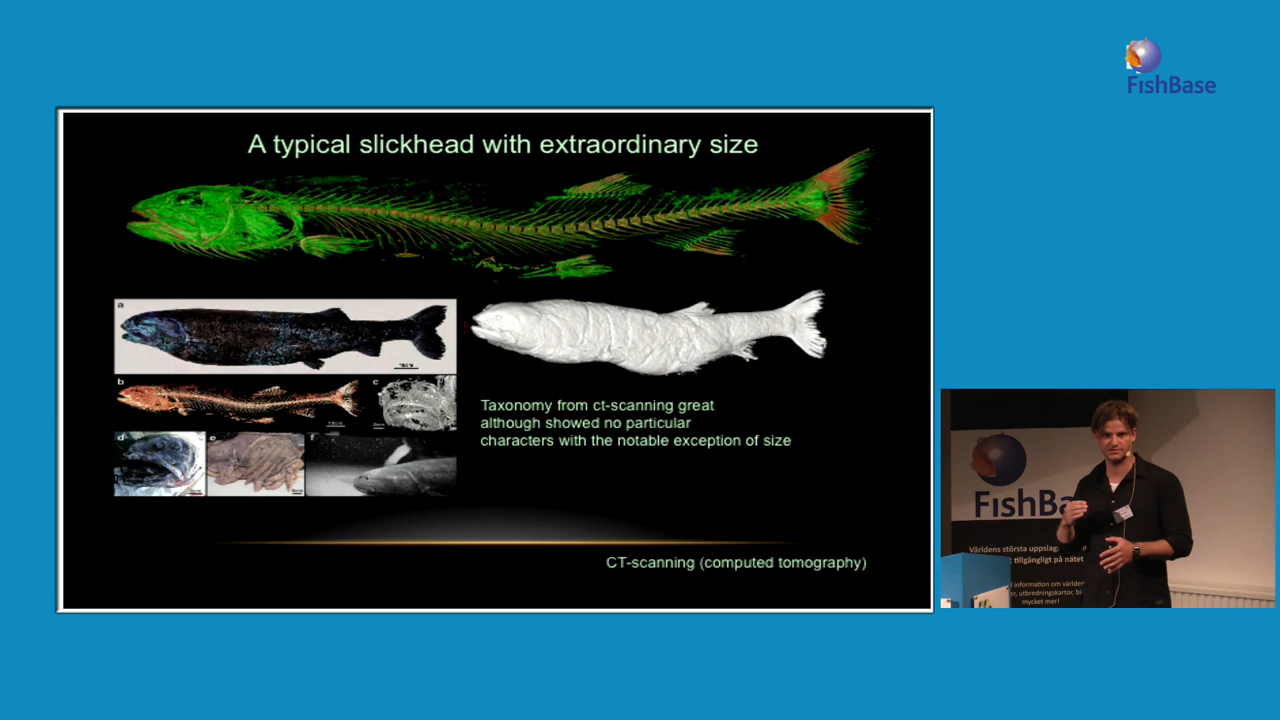 FishBase
A typical slickhead with extraordinary size
a
b
c
d
e
f
Taxonomy from ct-scanning great
although showed no particular
characters with the notable exception of size
CT-scanning (computed tomography)
FishBa
Världens största uppslag
tillgängligt på nätet
information om världen
utbredningskartor, bi
mycket mer!